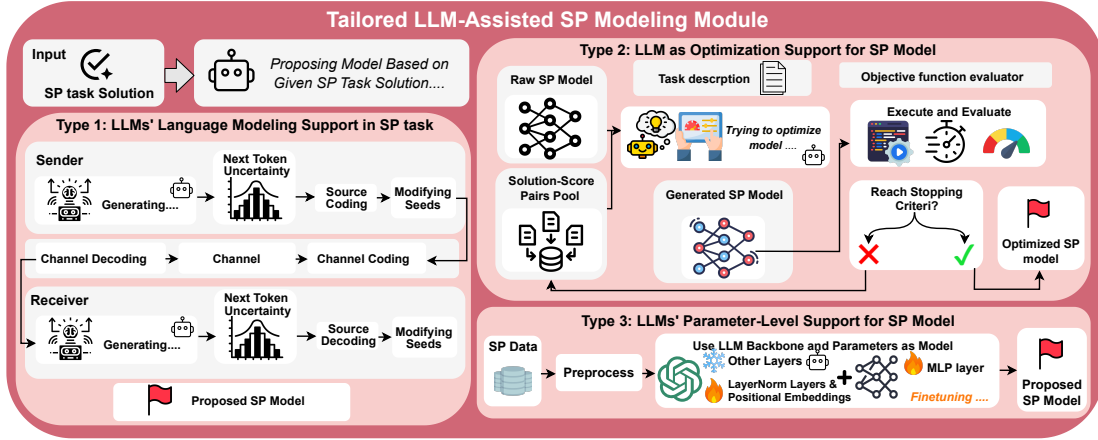 Tailored LLM-Assisted SP Modeling Module
Input
SP task Solution
Proposing Model Based on
Given SP Task Solution....
Type 1: LLMs' Language Modeling Support in SP task
Sender
Generating....
Next Token
Uncertainty
Source
Coding
Modifying
Seeds
Channel Decoding
Channel
Channel Coding
Receiver
Generating....
Next Token
Uncertainty
Source
Decoding
Modifying
Seeds
Proposed SP Model
Type 2: LLM as Optimization Support for SP Model
Raw SP Model
Task descrption
Objective function evaluator
Trying to optimize
model ....
Execute and Evaluate
Solution-Score
Pairs Pool
Generated SP Model
Reach Stopping
Criteri?
Optimized SP
model
Type 3: LLMs' Parameter-Level Support for SP Model
SP Data
Preprocess
Use LLM Backbone and Parameters as Model
Other Layers
LayerNorm Layers &
Positional Embeddings
MLP layer
Finetuning ....
Proposed
SP Model